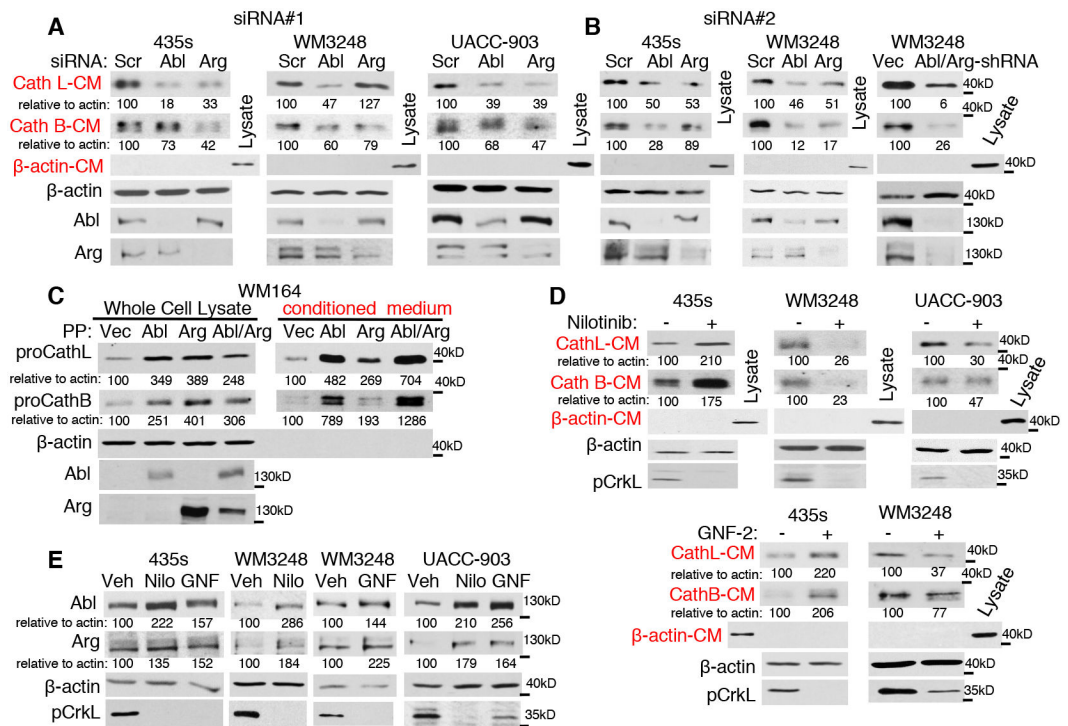 siRNA#1
siRNA#2
A
B
435s WM3248 UACC-903
435s WM3248 WM3248
siRNA: Scr Abl Arg Scr Abl Arg Scr Abl Arg
Scr Abl Arg Scr Abl Arg Vec Abl/Arg-shRNA
Cath L-CM 40kD
relative to actin: 100 18 33 100 47 127 100 39 39 100 50 53 100 46 51 100 6 40kD
Lysate Lysate Lysate Lysate Lysate Lysate
Cath B-CM
relative to actin: 100 73 42 100 60 79 100 68 47 100 28 89 100 12 17 100 26
β-actin-CM 40kD 40kD
β-actin 40kD 40kD
Abl 130kD 130kD
Arg 130kD 130kD
C
WM164
Whole Cell Lysate conditioned medium
PP: Vec Abl Arg Abl/Arg Vec Abl Arg Abl/Arg
proCathL 40kD
relative to actin: 100 349 389 248 100 482 269 704 40kD
proCathB
relative to actin: 100 251 401 306 100 789 193 1286
β-actin 40kD
Abl 130kD
Arg 130kD
D
435s WM3248 UACC-903
Nilotinib: - + - + - +
CathL-CM 40kD
relative to actin: 100 210 100 26 100 30
Lysate Lysate Lysate
Cath B-CM 40kD
relative to actin: 100 175 100 23 100 47
β-actin-CM 40kD
β-actin 40kD
pCrkL 35kD
435s WM3248
GNF-2: - + - +
CathL-CM 40kD
relative to actin: 100 220 100 37 40kD
Lysate
CathB-CM
relative to actin: 100 206 100 77
β-actin-CM 40kD
β-actin 40kD
pCrkL 35kD
E
435s WM3248 WM3248 UACC-903
Veh Nilo GNF Veh Nilo Veh GNF Veh Nilo GNF
Abl 130kD
relative to actin: 100 222 157 100 286 100 144 100 210 256
Arg 130kD
relative to actin: 100 135 152 100 184 100 225 100 179 164
β-actin 40kD
pCrkL 35kD